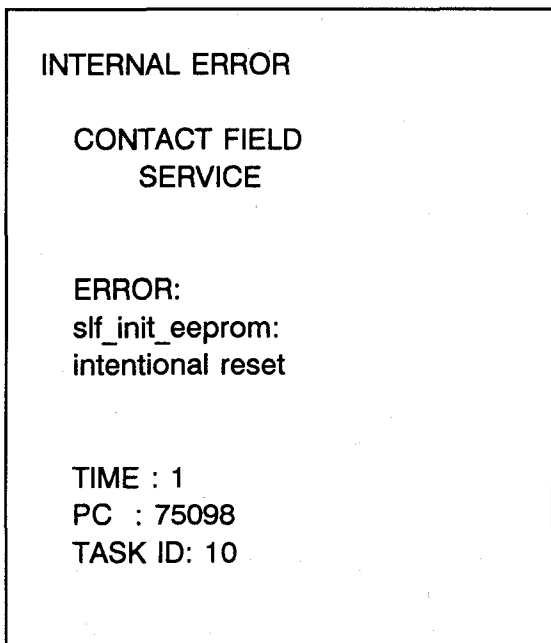 INTERNAL ERROR
CONTACT FIELD
SERVICE
ERROR:
slf_init_eeprom:
intentional reset
TIME : 1
PC : 75098
TASK ID: 10